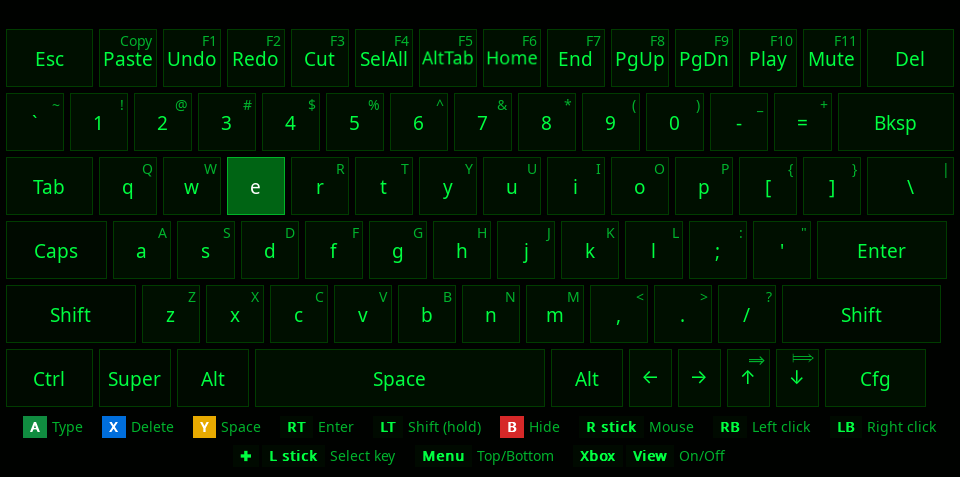 Copy F1 F2 F3 F4 F5 F6 F7 F8 F9 F10 F11
Esc Paste Undo Redo Cut SelAll AltTab Home End PgUp PgDn Play Mute Del
~ ! @ # $ % ^ & * ( ) _ +
` 1 2 3 4 5 6 7 8 9 0 - = Bksp
Q W R T Y U I O P { } |
Tab q w e r t y u i o p [ ] \
A S D F G H J K L : "
Caps a s d f g h j k l ; ' Enter
Z X C V B N M < > ?
Shift z x c v b n m , . / Shift
⇒ ⟹
Ctrl Super Alt Space Alt ← → ↑ ↓ Cfg
A Type X Delete Y Space RT Enter LT Shift (hold) B Hide R stick Mouse RB Left click LB Right click
✚ L stick Select key Menu Top/Bottom Xbox View On/Off